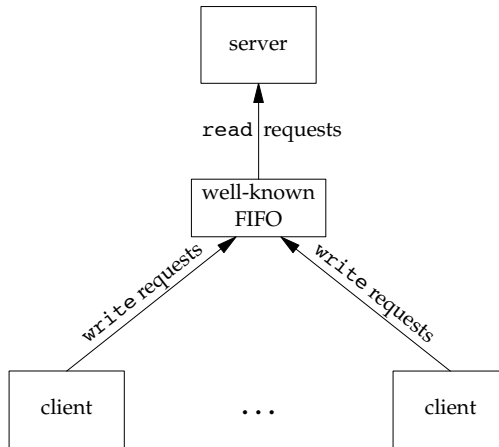 server
read requests
well-known
FIFO
write requests
write requests
client
...
client